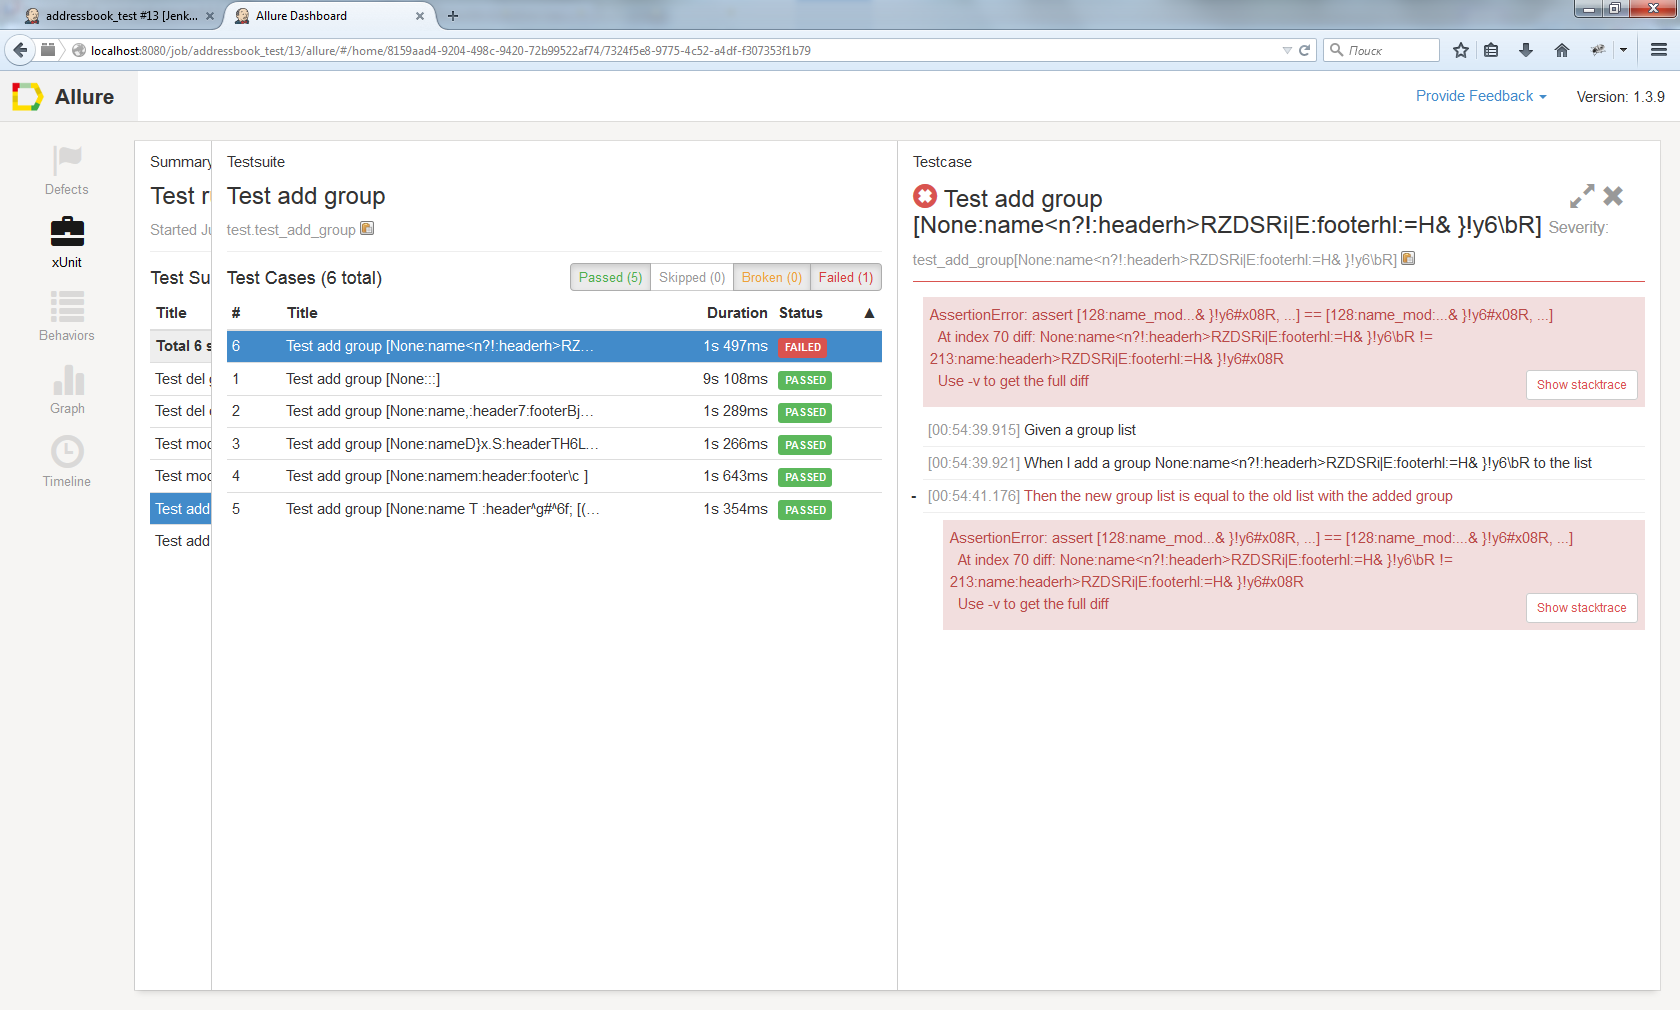 addressbook_test #13 [Jenk...
Allure Dashboard
localhost:8080/job/addressbook_test/13/allure/#/home/8159aad4-9204-498c-9420-72b99522af74/7324f5e8-9775-4c52-a4df-f307353f1b79
Поиск
Allure
Provide Feedback
Version: 1.3.9
Defects
xUnit
Behaviors
Graph
Timeline
Summary
Test r
Started Ju
Test Su
Title
Total 6 s
Test del g
Test del c
Test moc
Test moc
Test add
Test add
Testsuite
Test add group
test.test_add_group
Test Cases (6 total)
Passed (5) Skipped (0) Broken (0) Failed (1)
# Title Duration Status ▲
6 Test add group [None:name<n?!:headerh>RZ... 1s 497ms FAILED
1 Test add group [None:::] 9s 108ms PASSED
2 Test add group [None:name,:header7:footerBj... 1s 289ms PASSED
3 Test add group [None:nameD}x.S:headerTH6L... 1s 266ms PASSED
4 Test add group [None:namem:header:footer\c ] 1s 643ms PASSED
5 Test add group [None:name T :header^g#^6f; [(... 1s 354ms PASSED
Testcase
Test add group
[None:name<n?!:headerh>RZDSRi|E:footerhl:=H& }!y6\bR] Severity:
test_add_group[None:name<n?!:headerh>RZDSRi|E:footerhl:=H& }!y6\bR]
AssertionError: assert [128:name_mod...& }!y6#x08R, ...] == [128:name_mod:...& }!y6#x08R, ...]
At index 70 diff: None:name<n?!:headerh>RZDSRi|E:footerhl:=H& }!y6\bR !=
213:name:headerh>RZDSRi|E:footerhl:=H& }!y6#x08R
Use -v to get the full diff
Show stacktrace
[00:54:39.915] Given a group list
[00:54:39.921] When I add a group None:name<n?!:headerh>RZDSRi|E:footerhl:=H& }!y6\bR to the list
- [00:54:41.176] Then the new group list is equal to the old list with the added group
AssertionError: assert [128:name_mod...& }!y6#x08R, ...] == [128:name_mod:...& }!y6#x08R, ...]
At index 70 diff: None:name<n?!:headerh>RZDSRi|E:footerhl:=H& }!y6\bR !=
213:name:headerh>RZDSRi|E:footerhl:=H& }!y6#x08R
Use -v to get the full diff
Show stacktrace